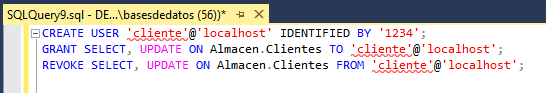 SQLQuery9.sql - DE...\basesdedatos (56))*
CREATE USER 'cliente'@'localhost' IDENTIFIED BY '1234';
GRANT SELECT, UPDATE ON Almacen.Clientes TO 'cliente'@'localhost';
REVOKE SELECT, UPDATE ON Almacen.Clientes FROM 'cliente'@'localhost';